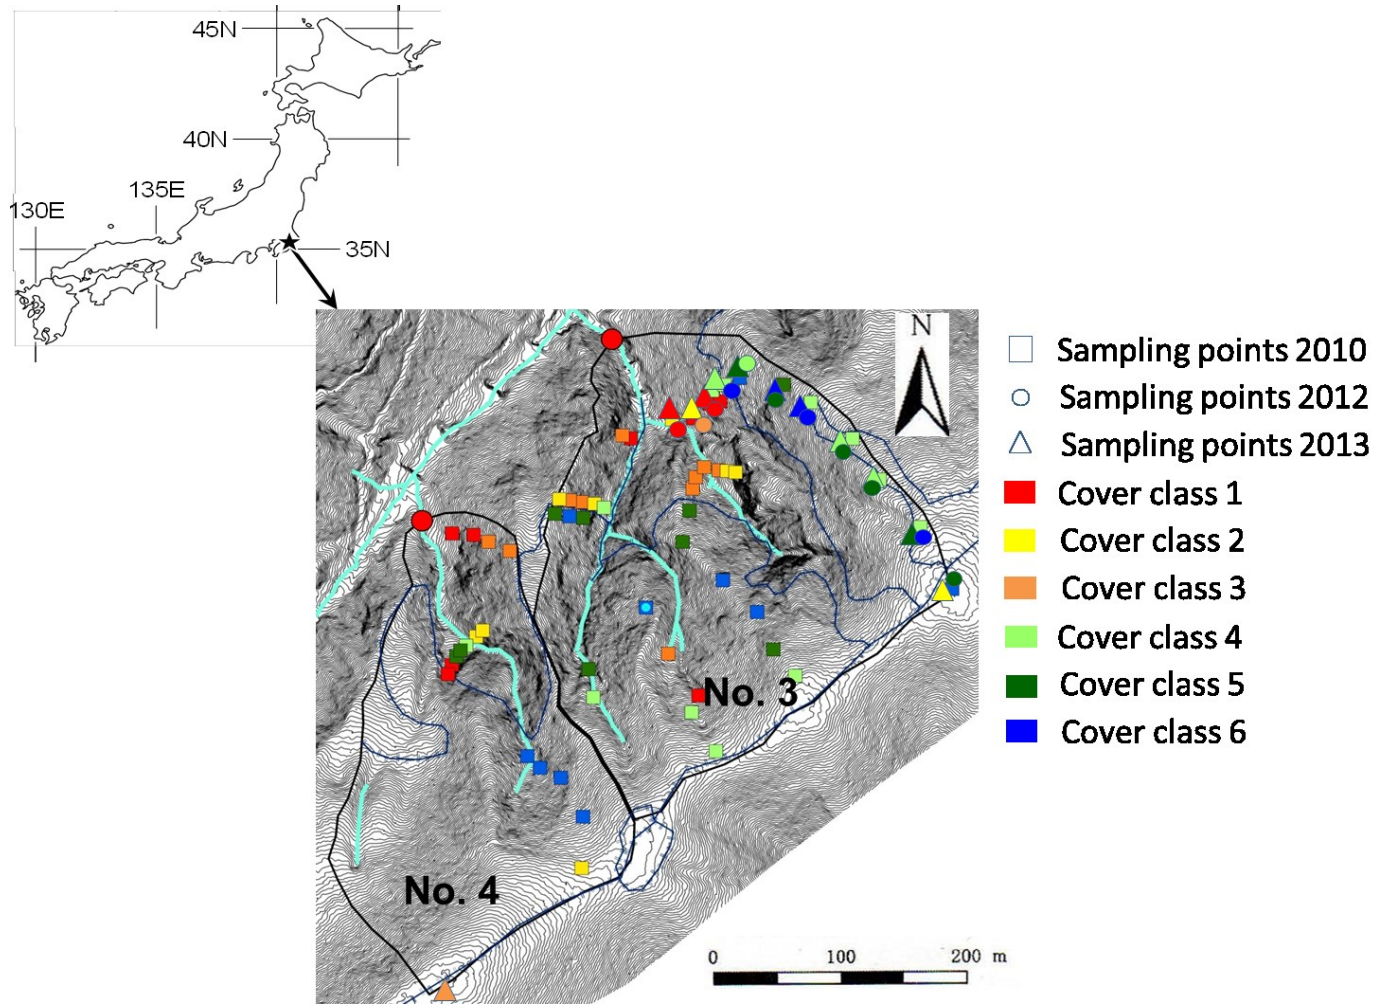 45N
40N
135E
130E
35N
N
Sampling points 2010
Sampling points 2012
Sampling points 2013
Cover class 1
Cover class 2
Cover class 3
Cover class 4
Cover class 5
Cover class 6
No. 3
No. 4
0 100 200 m